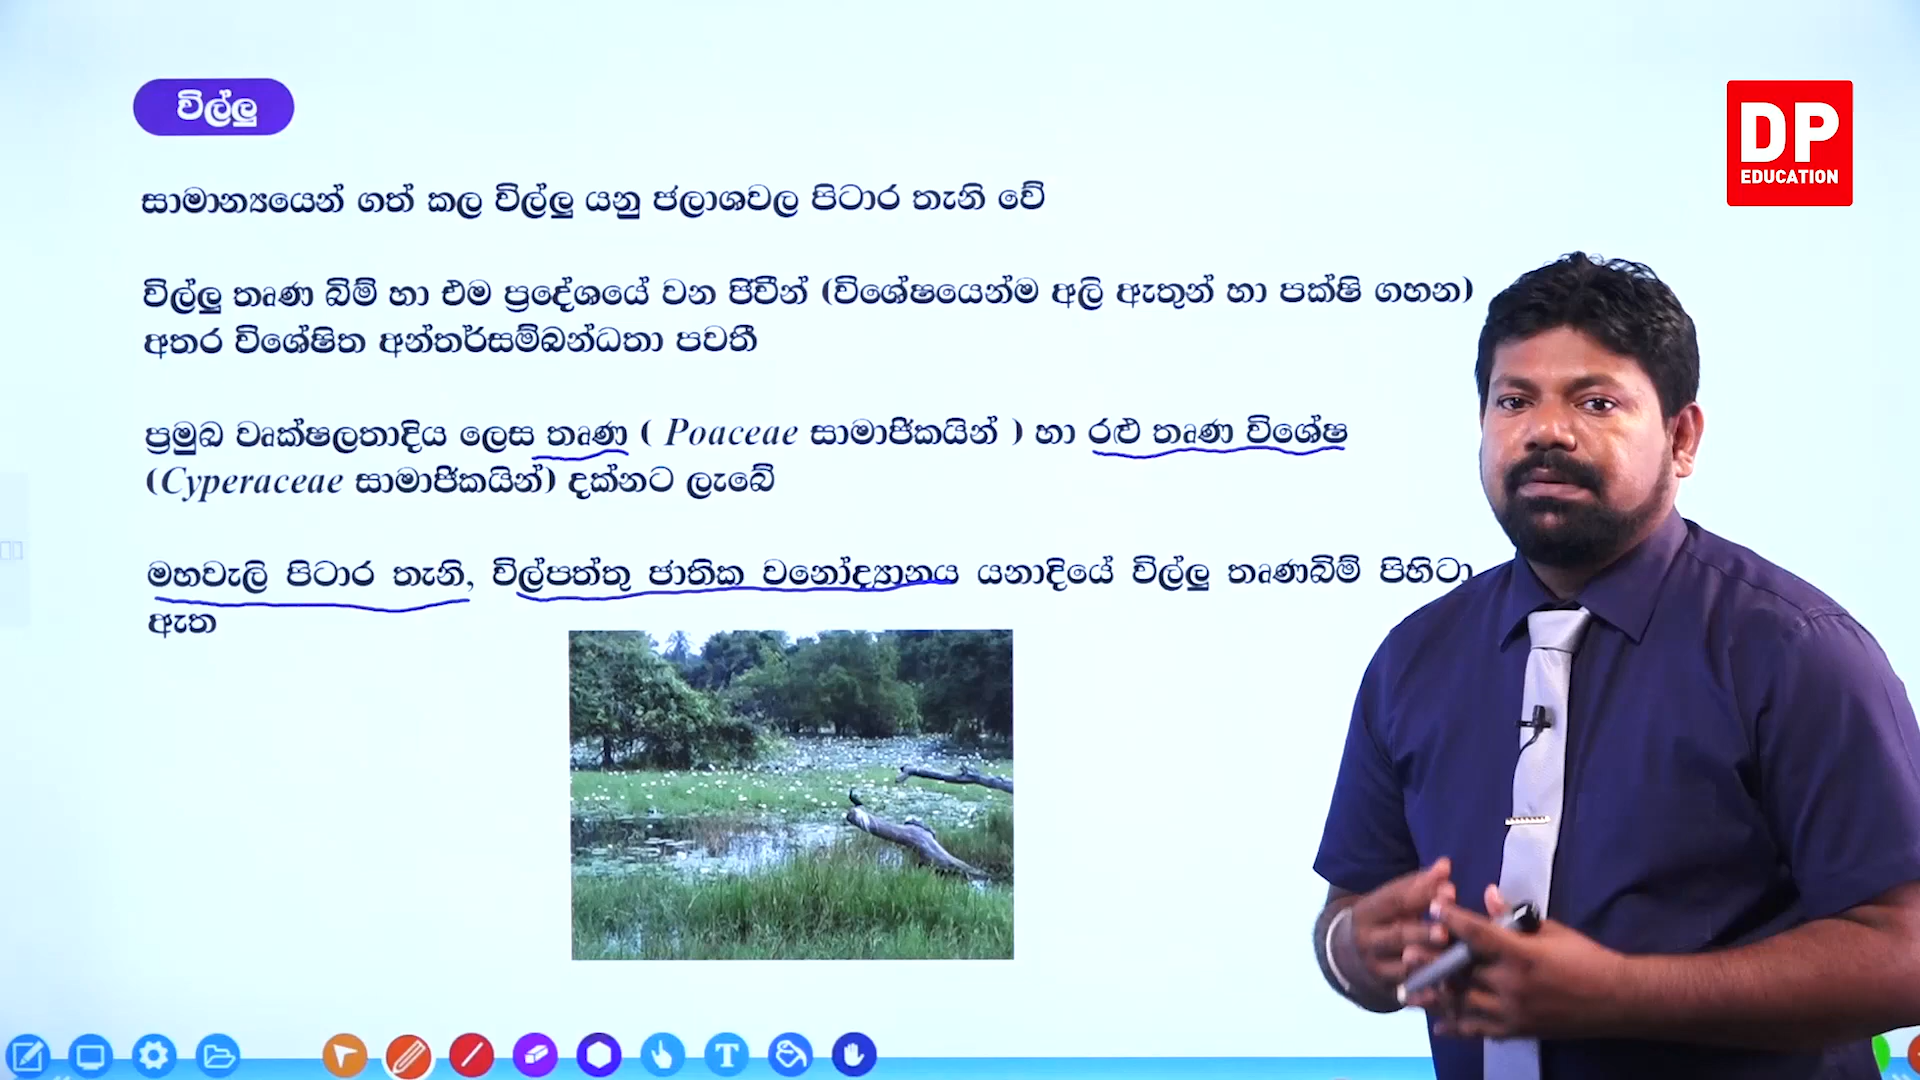 විල්ලු
DP
EDUCATION
සාමාන්‍යයෙන් ගත් කල විල්ලු යනු ජලාශවල පිටාර තැනි වේ
විල්ලු තෘණ බිම් හා එම ප්‍රදේශයේ වන ජීවීන් (විශේෂයෙන්ම අලි ඇතුන් හා පක්ෂි ගහන)
අතර විශේෂිත අන්තර්සම්බන්ධතා පවතී
ප්‍රමුඛ වෘක්ෂලතාදිය ලෙස තෘණ ( Poaceae සාමාජිකයින් ) හා රළු තෘණ විශේෂ
(Cyperaceae සාමාජිකයින්) දක්නට ලැබේ
මහවැලි පිටාර තැනි, විල්පත්තු ජාතික වනෝද්‍යානය යනාදියේ විල්ලු තෘණබිම් පිහිටා
ඇත
T